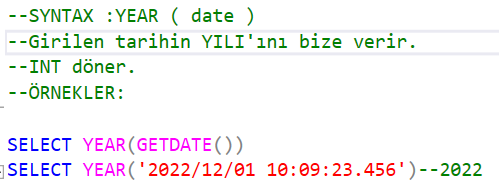 --SYNTAX :YEAR ( date )
--Girilen tarihin YILI'ını bize verir.
--INT döner.
--ÖRNEKLER:
SELECT YEAR(GETDATE())
SELECT YEAR('2022/12/01 10:09:23.456')--2022